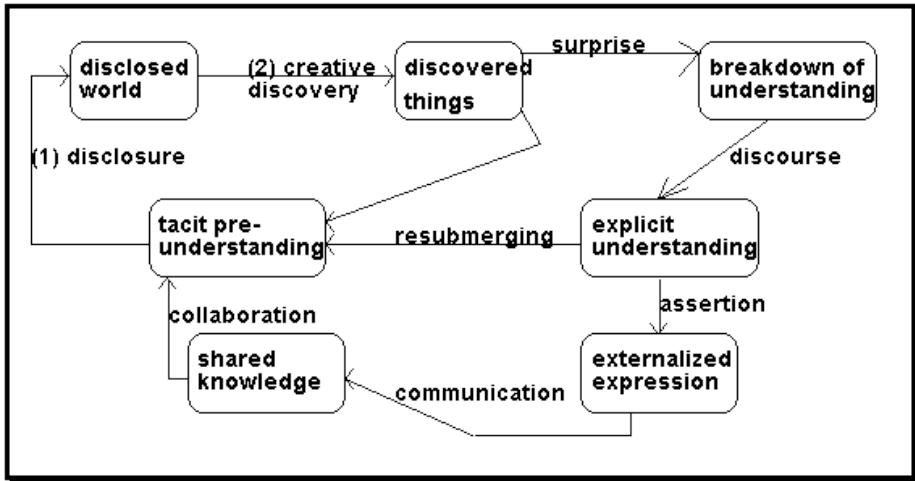 disclosed
world
(2) creative
discovery
discovered
things
surprise
breakdown of
understanding
(1) disclosure
discourse
tacit pre-
understanding
resubmerging
explicit
understanding
collaboration
assertion
shared
knowledge
communication
externalized
expression